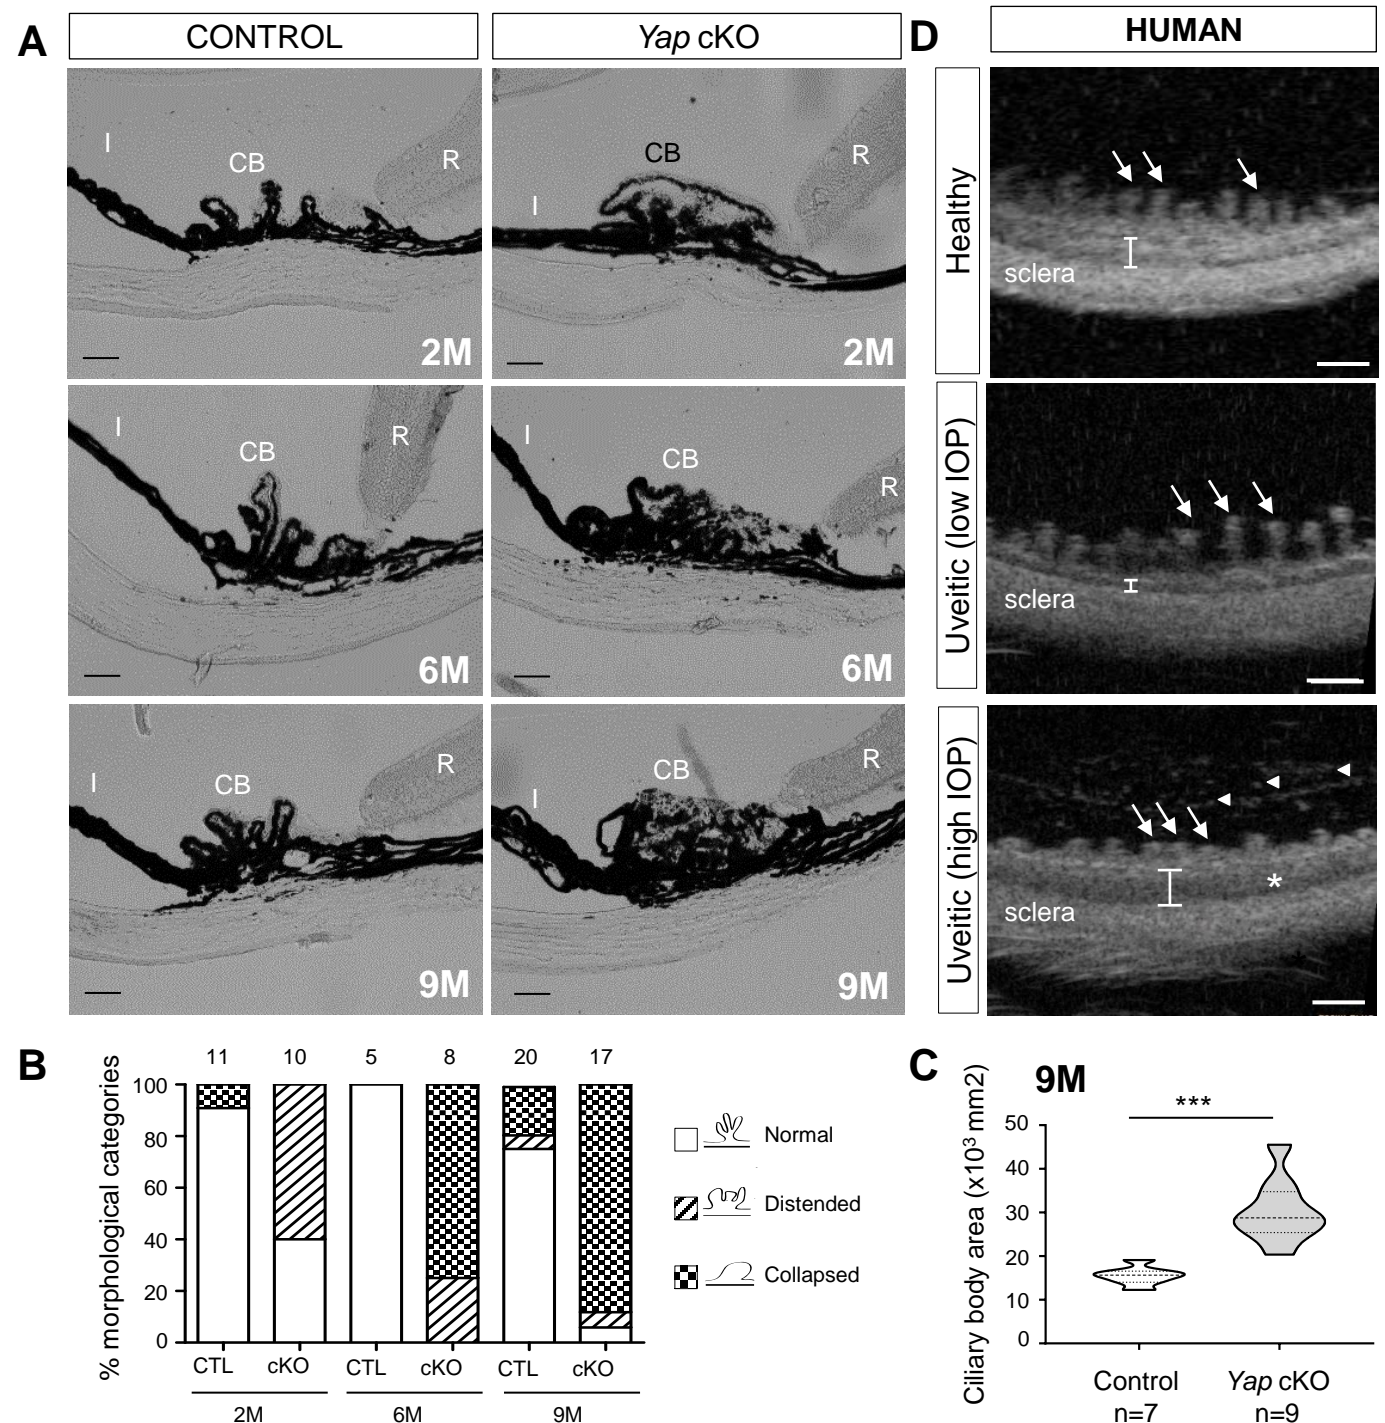 A
CONTROL
Yap cKO
I
CB
R
2M
I
CB
R
2M
I
CB
R
6M
I
CB
R
6M
I
CB
R
9M
I
CB
R
9M
D
HUMAN
Healthy
sclera
Uveitic (low IOP)
sclera
Uveitic (high IOP)
sclera
*
B
% morphological categories
11 10 5 8 20 17
100
80
60
40
20
0
CTL cKO CTL cKO CTL cKO
2M 6M 9M
Normal
Distended
Collapsed
C
9M
***
Ciliary body area (x10³ mm2)
50
40
30
20
10
0
Control Yap cKO
n=7 n=9